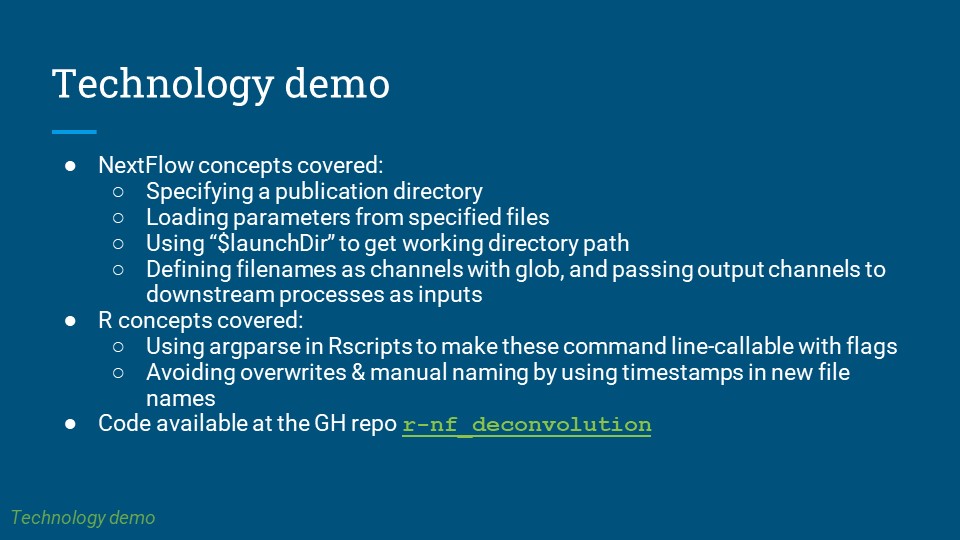 Technology demo
● NextFlow concepts covered:
○ Specifying a publication directory
○ Loading parameters from specified files
○ Using “$launchDir” to get working directory path
○ Defining filenames as channels with glob, and passing output channels to
downstream processes as inputs
● R concepts covered:
○ Using argparse in Rscripts to make these command line-callable with flags
○ Avoiding overwrites & manual naming by using timestamps in new file
names
● Code available at the GH repo r-nf_deconvolution
Technology demo